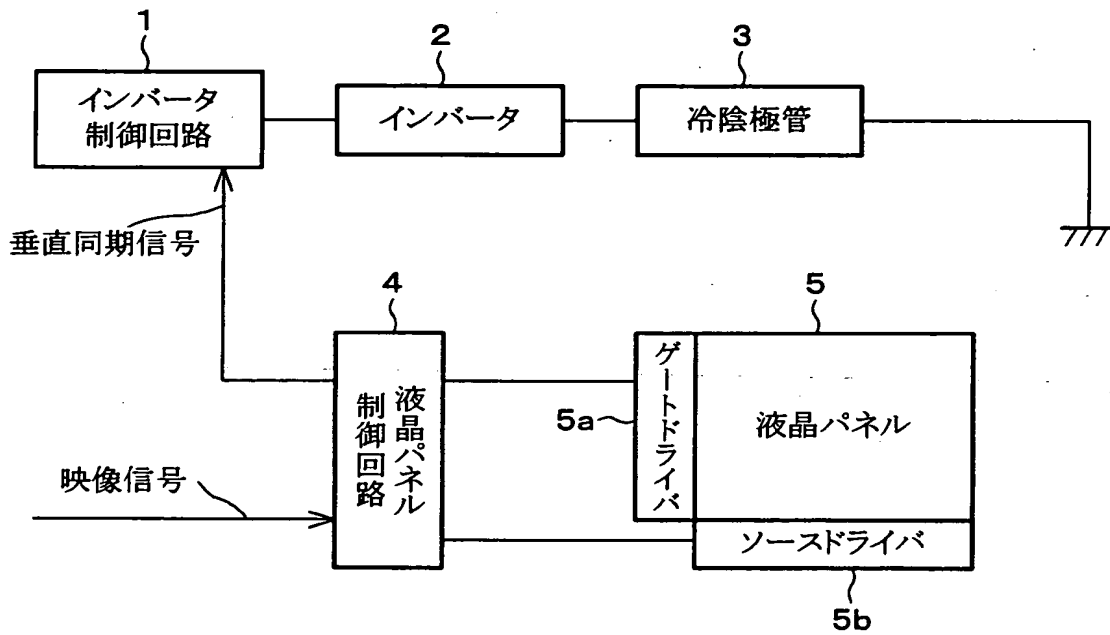 1
インバータ
制御回路
2
インバータ
3
冷陰極管
垂直同期信号
4
液晶パネル
制御回路
5
ゲートドライバ
5a
液晶パネル
映像信号
ソースドライバ
5b